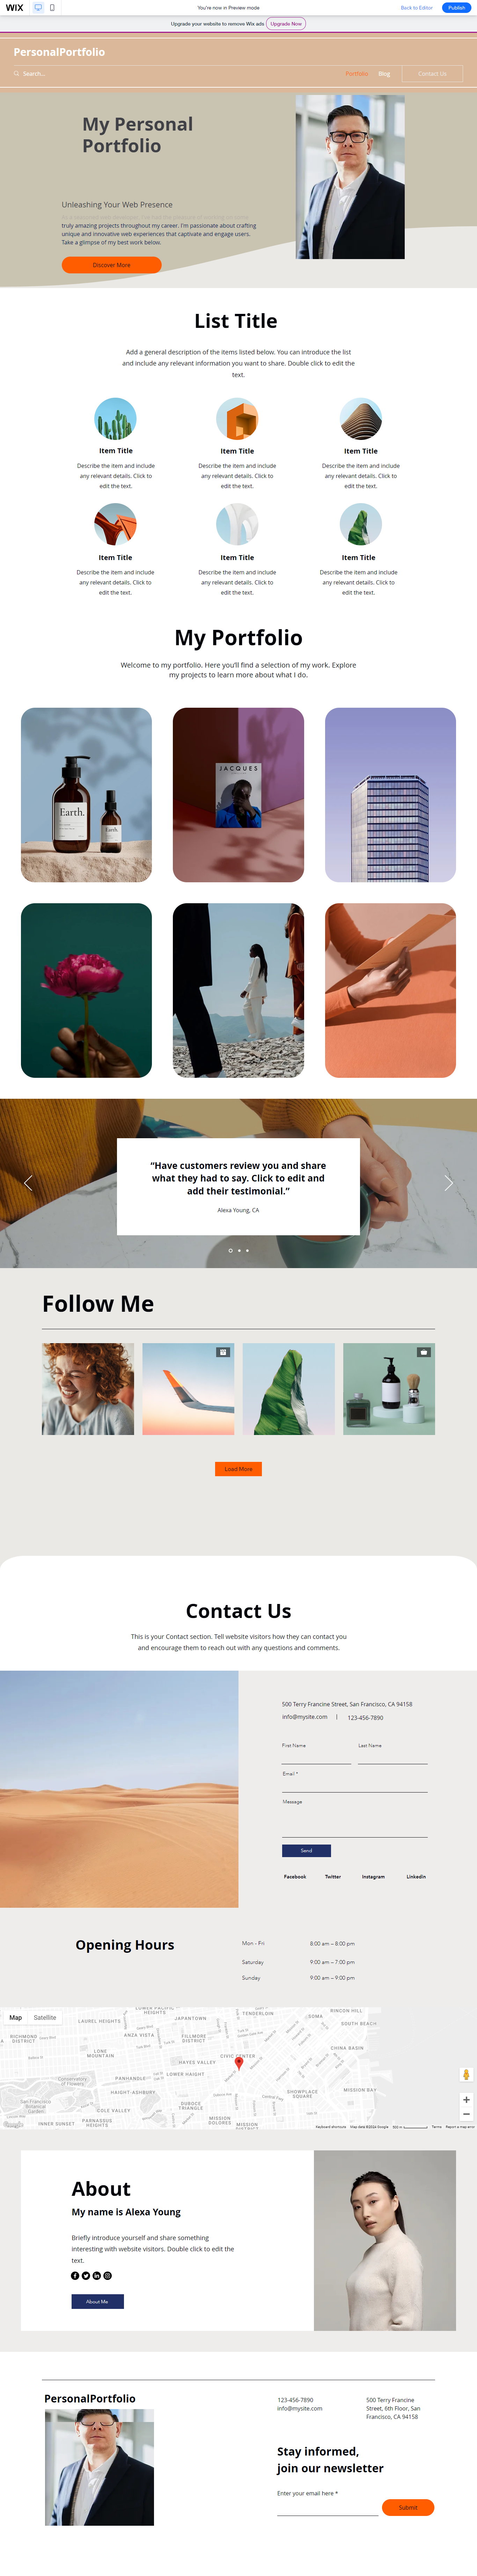 WIX
You're now in Preview mode
Back to Editor
Publish
Upgrade your website to remove Wix ads
Upgrade Now
PersonalPortfolio
Search...
Portfolio
Blog
Contact Us
My Personal
Portfolio
Unleashing Your Web Presence
truly amazing projects throughout my career. I'm passionate about crafting
unique and innovative web experiences that captivate and engage users.
Take a glimpse of my best work below.
Discover More
List Title
Add a general description of the items listed below. You can introduce the list
and include any relevant information you want to share. Double click to edit the
text.
Item Title
Item Title
Item Title
Describe the item and include
any relevant details. Click to
edit the text.
Describe the item and include
any relevant details. Click to
edit the text.
Describe the item and include
any relevant details. Click to
edit the text.
Item Title
Item Title
Item Title
Describe the item and include
any relevant details. Click to
edit the text.
Describe the item and include
any relevant details. Click to
edit the text.
Describe the item and include
any relevant details. Click to
edit the text.
My Portfolio
Welcome to my portfolio. Here you'll find a selection of my work. Explore
my projects to learn more about what I do.
Earth.
Earth.
JACQUES
“Have customers review you and share
what they had to say. Click to edit and
add their testimonial.”
Alexa Young, CA
Follow Me
Load More
Contact Us
This is your Contact section. Tell website visitors how they can contact you
and encourage them to reach out with any questions and comments.
500 Terry Francine Street, San Francisco, CA 94158
info@mysite.com | 123-456-7890
First Name
Last Name
Email *
Message
Send
Facebook
Twitter
Instagram
Linkedin
Opening Hours
Mon - Fri
8:00 am – 8:00 pm
Saturday
9:00 am – 7:00 pm
Sunday
9:00 am – 9:00 pm
Map
Satellite
LOWER PACIFIC
HEIGHTS
LAUREL HEIGHTS
JAPANTOWN
TENDERLOIN
RINCON HILL
SOMA
SOUTH BEACH
RICHMOND
DISTRICT
ANZA VISTA
FILLMORE
DISTRICT
LONE
MOUNTAIN
HAYES VALLEY
CIVIC CENTER
CHINA BASIN
Conservatory
of Flowers
PANHANDLE
LOWER HAIGHT
HAIGHT-ASHBURY
SHOWPLACE
SQUARE
MISSION BAY
San Francisco
Botanical
Garden
COLE VALLEY
DUBOCE
TRIANGLE
INNER SUNSET
PARNASSUS
HEIGHTS
MISSION
DOLORES
MISSION
DISTRICT
Google
Keyboard shortcuts
Map data ©2024 Google
500 m
Terms
Report a map error
About
My name is Alexa Young
Briefly introduce yourself and share something
interesting with website visitors. Double click to edit the
text.
About Me
PersonalPortfolio
123-456-7890
info@mysite.com
500 Terry Francine
Street, 6th Floor, San
Francisco, CA 94158
Stay informed,
join our newsletter
Enter your email here *
Submit